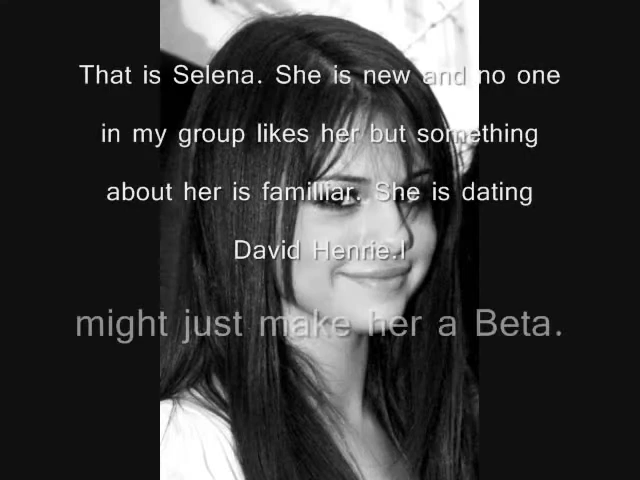 That is Selena. She is new and no one
in my group likes her but something
about her is familliar. She is dating
David Henrie.I
might just make her a Beta.